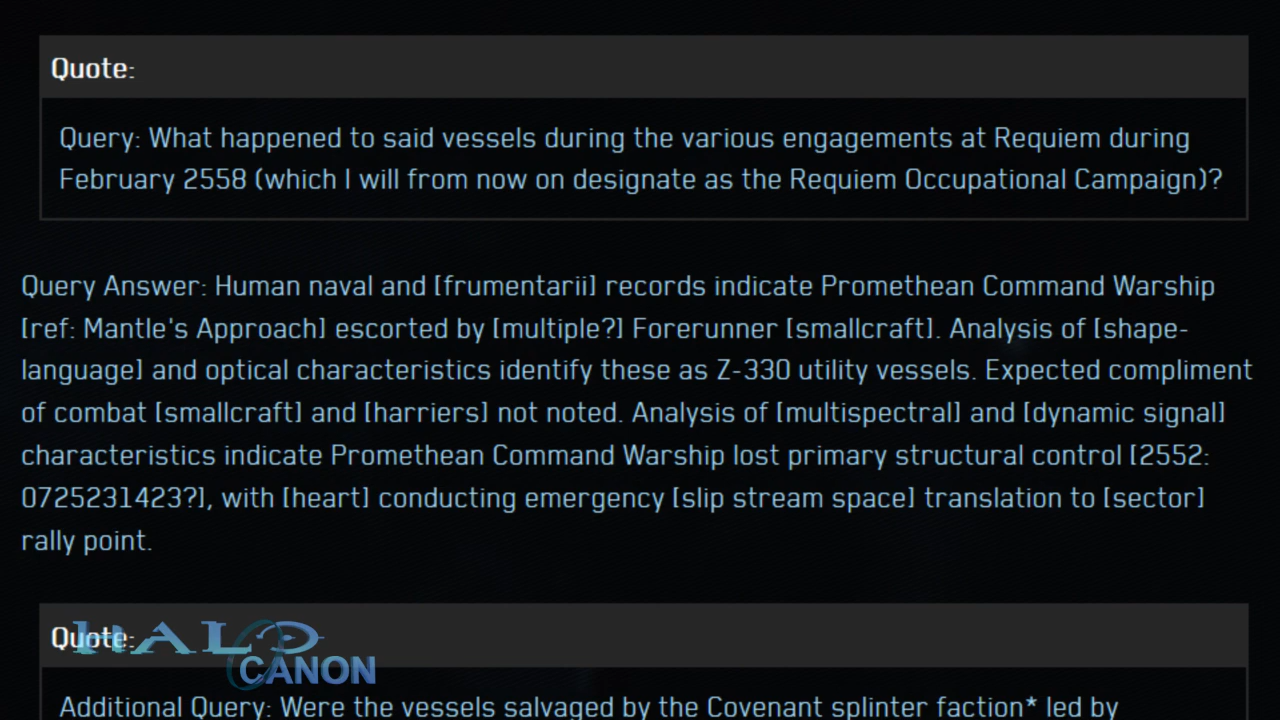 Quote:
Query: What happened to said vessels during the various engagements at Requiem during
February 2558 (which I will from now on designate as the Requiem Occupational Campaign)?
Query Answer: Human naval and [frumentarii] records indicate Promethean Command Warship
[ref: Mantle's Approach] escorted by [multiple?] Forerunner [smallcraft]. Analysis of [shape-
language] and optical characteristics identify these as Z-330 utility vessels. Expected compliment
of combat [smallcraft] and [harriers] not noted. Analysis of [multispectral] and [dynamic signal]
characteristics indicate Promethean Command Warship lost primary structural control [2552:
0725231423?], with [heart] conducting emergency [slip stream space] translation to [sector]
rally point.
Quote:
HALO
CANON
Additional Query: Were the vessels salvaged by the Covenant splinter faction* led by